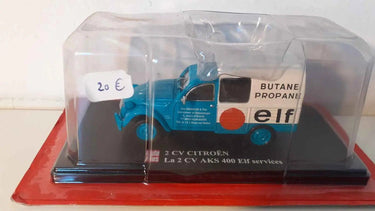 20 €
BUTANE
PROPANE
elf
2 CV CITROËN
La 2 CV AKS 400 Elf services